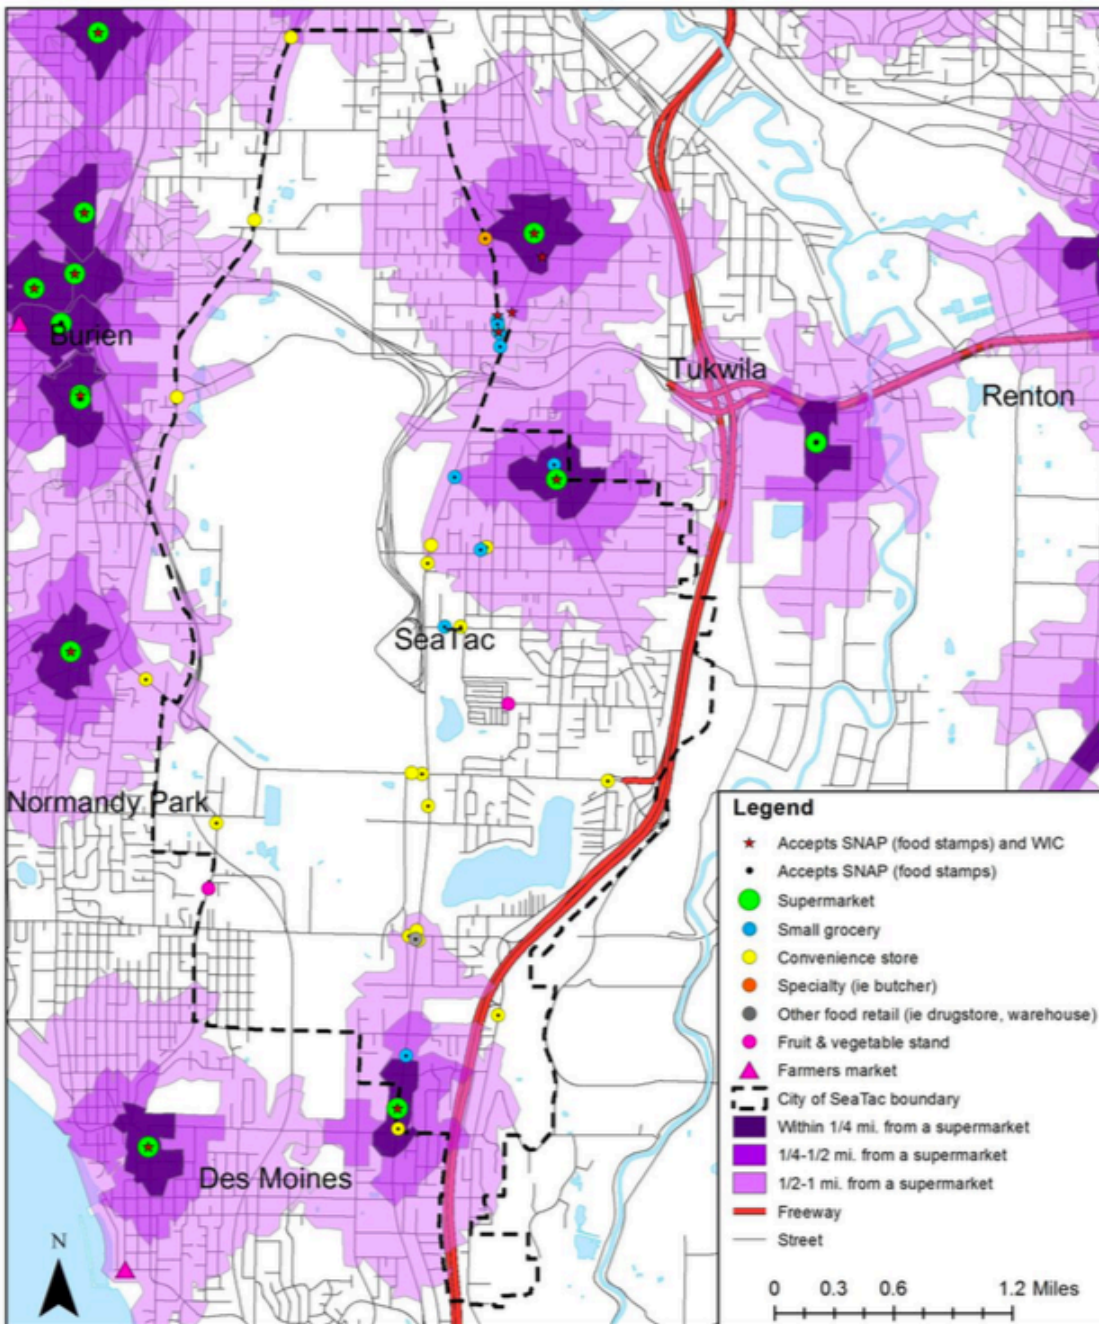 Burien
Tukwila
Renton
SeaTac
Normandy Park
Des Moines
N
Legend
Accepts SNAP (food stamps) and WIC
Accepts SNAP (food stamps)
Supermarket
Small grocery
Convenience store
Specialty (ie butcher)
Other food retail (ie drugstore, warehouse)
Fruit & vegetable stand
Farmers market
City of SeaTac boundary
Within 1/4 mi. from a supermarket
1/4-1/2 mi. from a supermarket
1/2-1 mi. from a supermarket
Freeway
Street
0 0.3 0.6 1.2 Miles